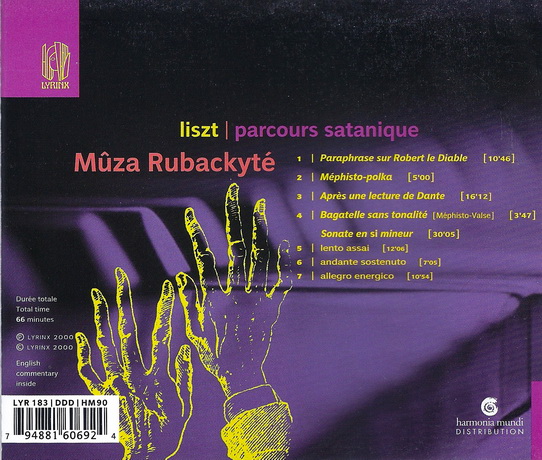 LYRINX
liszt | parcours satanique
Mûza Rubackyté
1 | Paraphrase sur Robert le Diable [10'46]
2 | Méphisto-polka [5'00]
3 | Après une lecture de Dante [16'12]
4 | Bagatelle sans tonalité [Méphisto-Valse] [3'47]
Sonate en si mineur [30'05]
5 | lento assai [12'06]
6 | andante sostenuto [7'05]
7 | allegro energico [10'54]
Durée totale
Total time
66 minutes
℗ LYRINX 2000
© LYRINX 2000
English
commentary
inside
LYR 183 | DDD | HM90
7 94881 60692 4
harmonia mundi
DISTRIBUTION